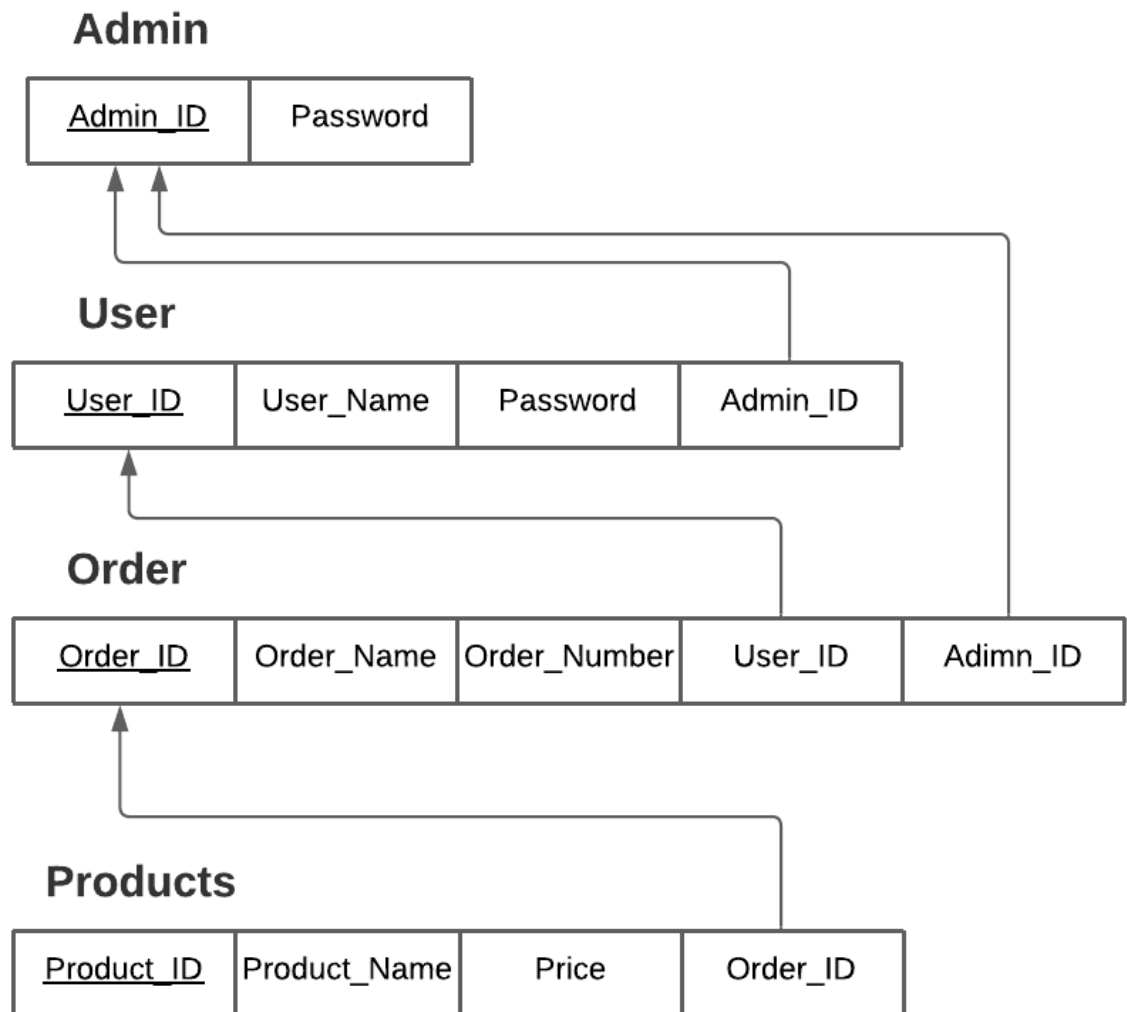 Admin
Admin_ID Password
User
User_ID User_Name Password Admin_ID
Order
Order_ID Order_Name Order_Number User_ID Adimn_ID
Products
Product_ID Product_Name Price Order_ID